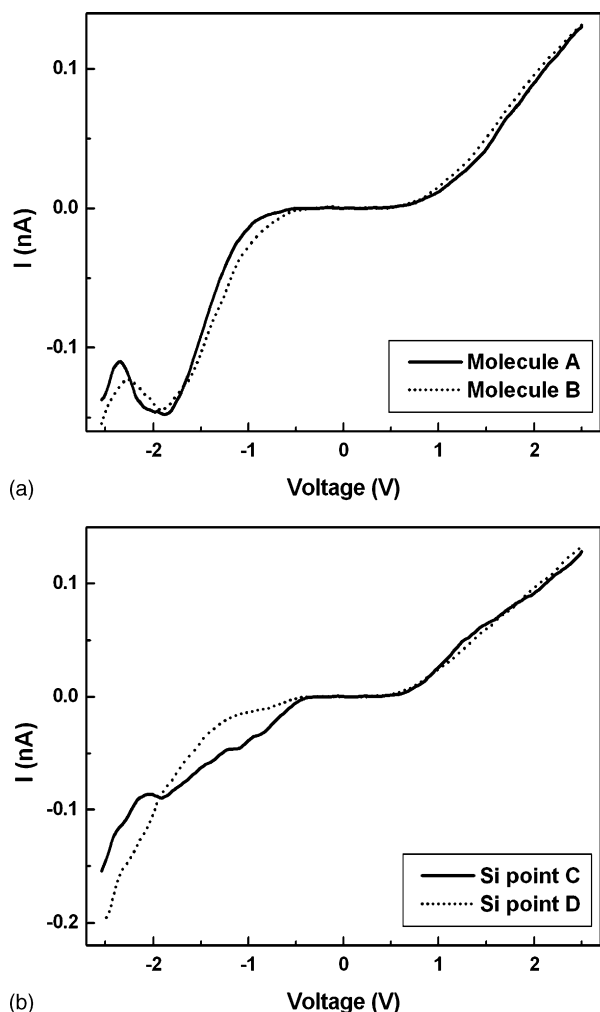 0.1
0.0
-0.1
I (nA)
Molecule A
Molecule B
-2 -1 0 1 2
(a)
Voltage (V)
0.1
0.0
-0.1
-0.2
I (nA)
Si point C
Si point D
-2 -1 0 1 2
(b)
Voltage (V)